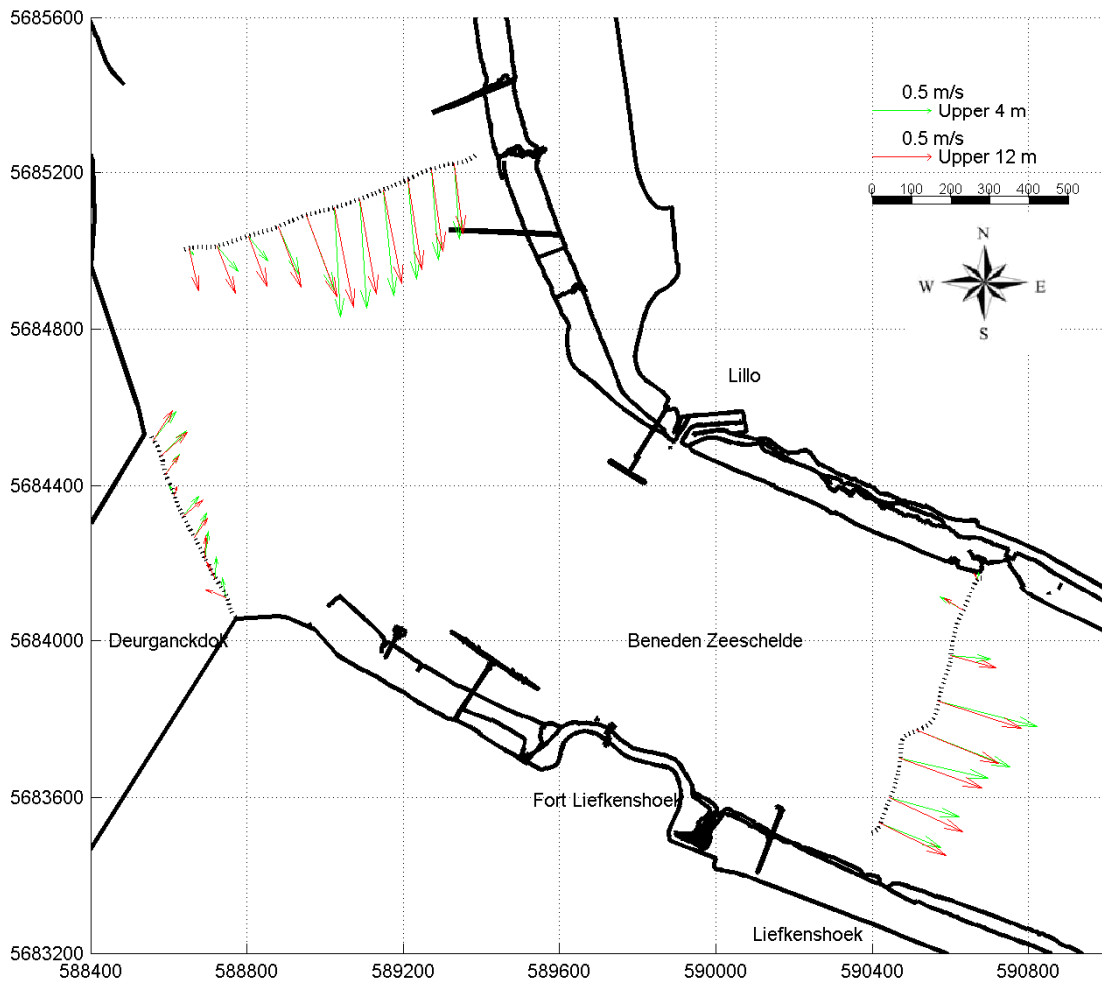 5685600
5685200
5684800
5684400
5684000
5683600
5683200
588400 588800 589200 589600 590000 590400 590800
0.5 m/s
Upper 4 m
0.5 m/s
Upper 12 m
0 100 200 300 400 500
N
W E
S
Lillo
Deurganckdok
Beneden Zeeschelde
Fort Liefkenshoek
Liefkenshoek